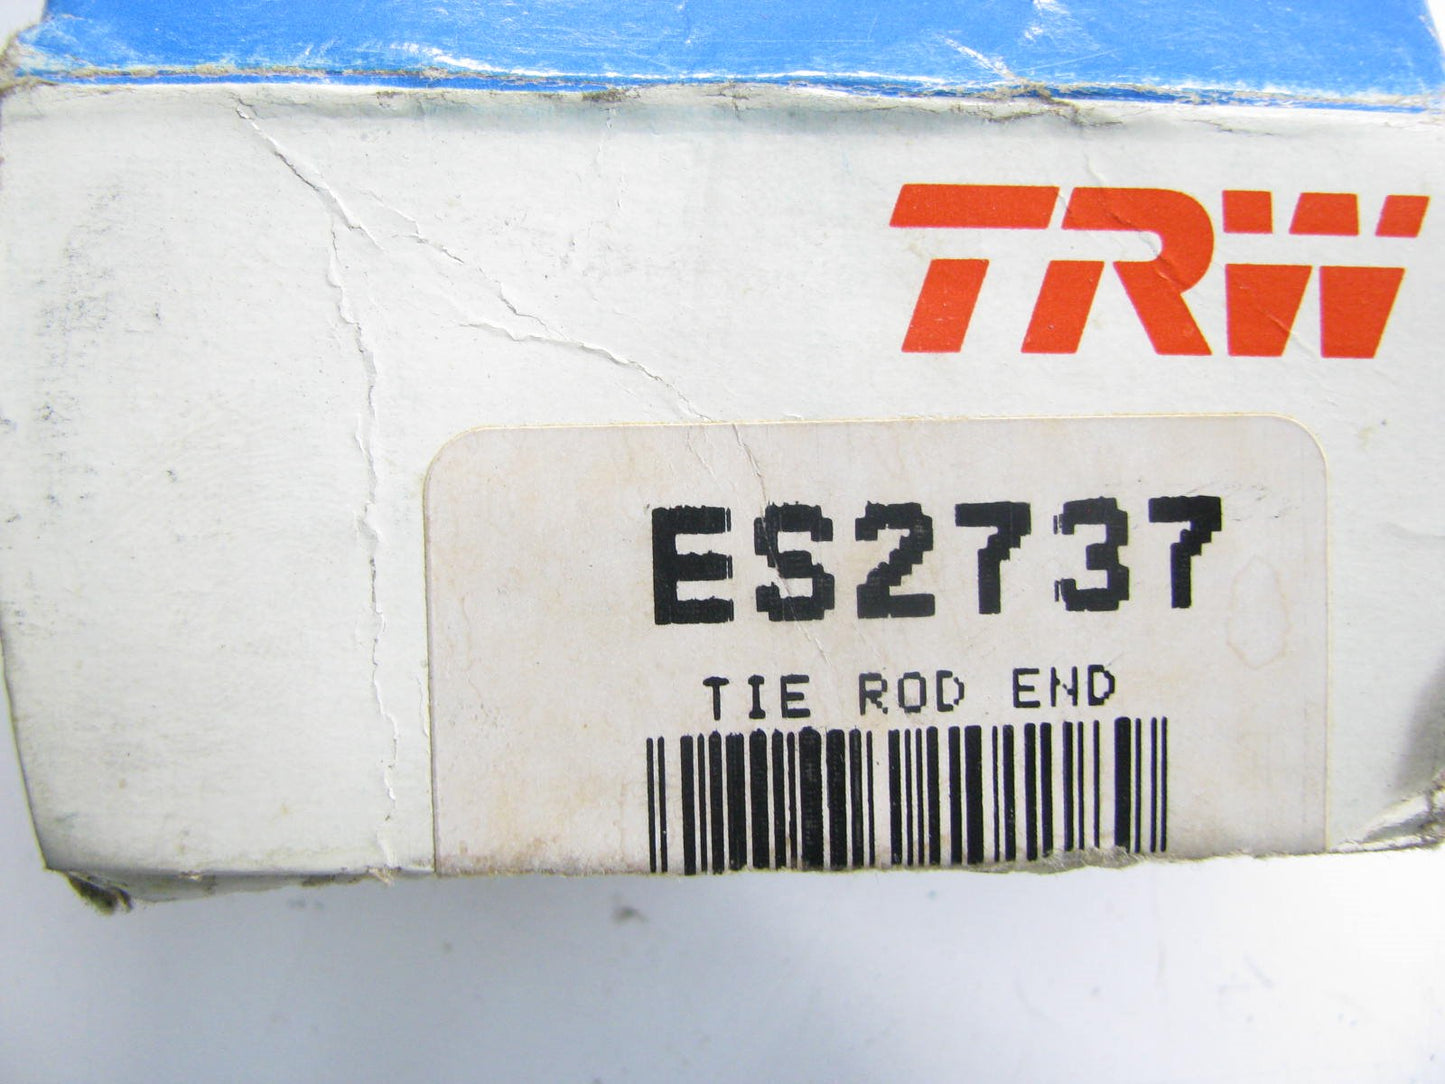 TRW
ES2737
TIE ROD END